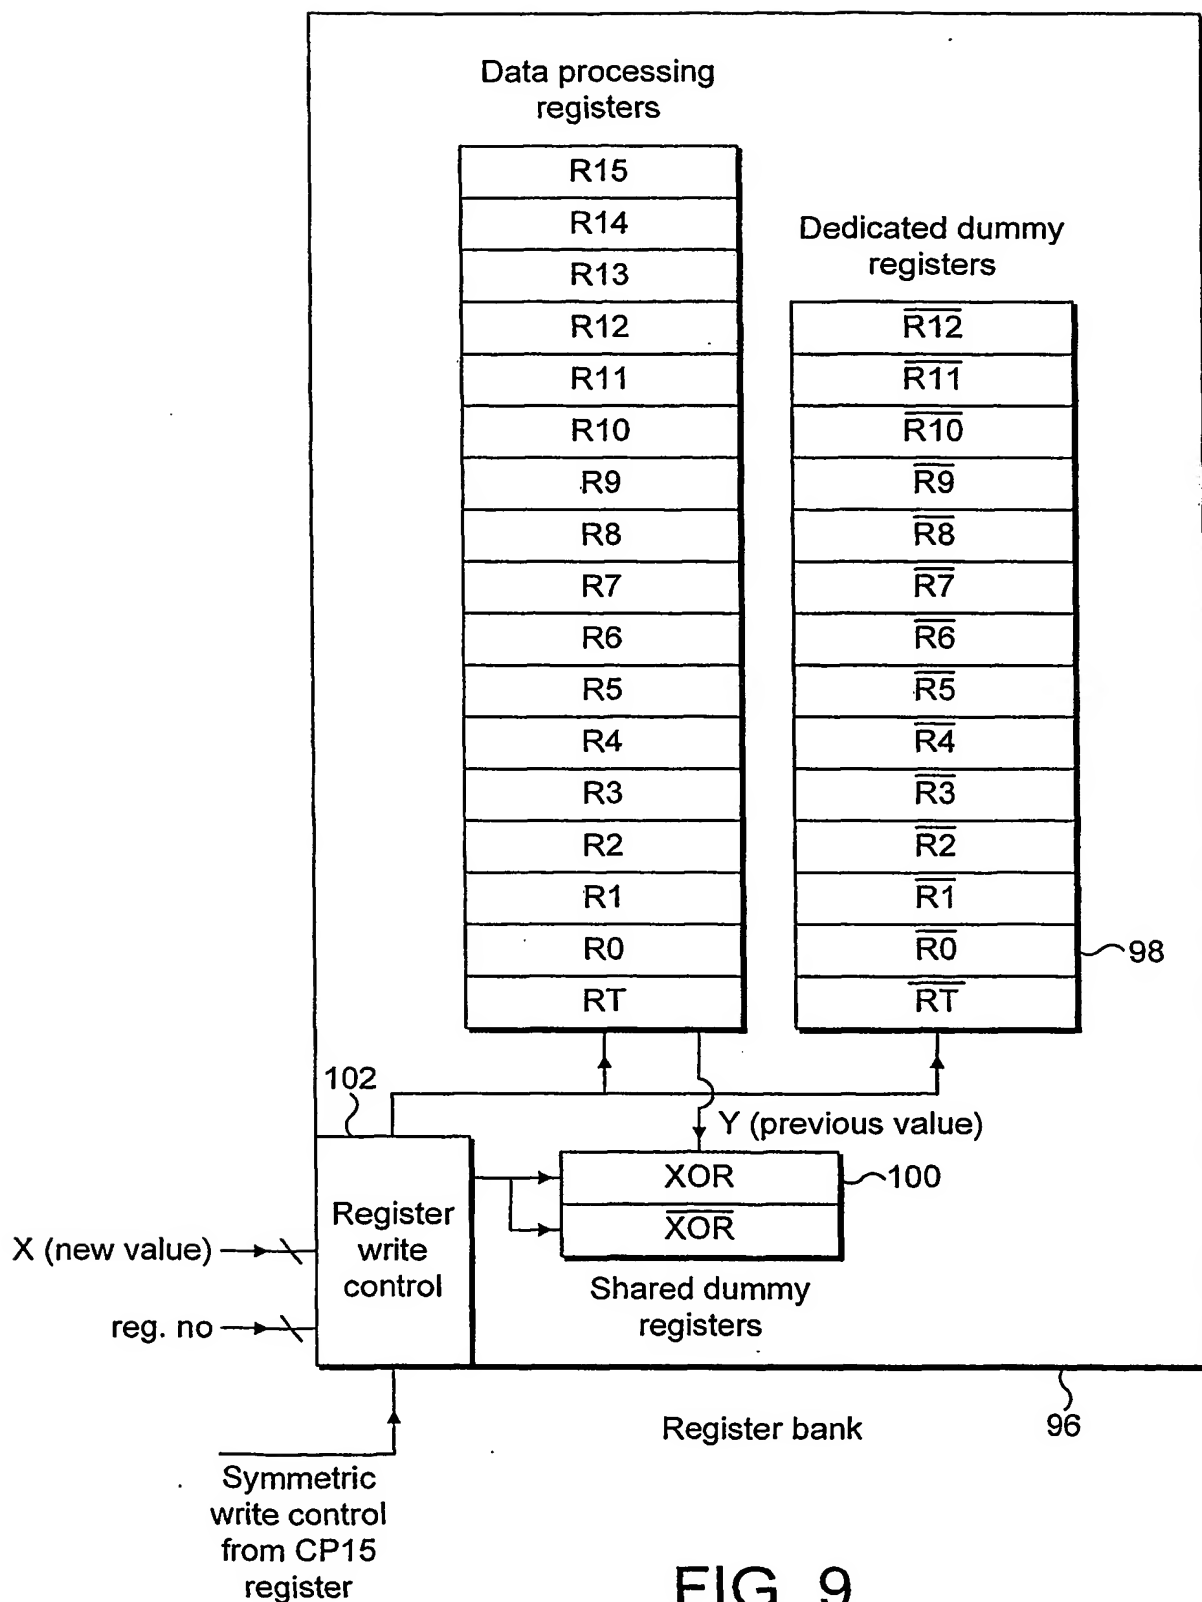 Data processing
registers
R15
R14
R13
R12
R11
R10
R9
R8
R7
R6
R5
R4
R3
R2
R1
R0
RT
Dedicated dummy
registers
R̅1̅2̅
R̅1̅1̅
R̅1̅0̅
R̅9̅
R̅8̅
R̅7̅
R̅6̅
R̅5̅
R̅4̅
R̅3̅
R̅2̅
R̅1̅
R̅0̅
R̅T̅
98
102
Y (previous value)
XOR
X̅O̅R̅
100
Shared dummy
registers
Register
write
control
X (new value)
reg. no
Register bank
96
Symmetric
write control
from CP15
register
FIG. 9